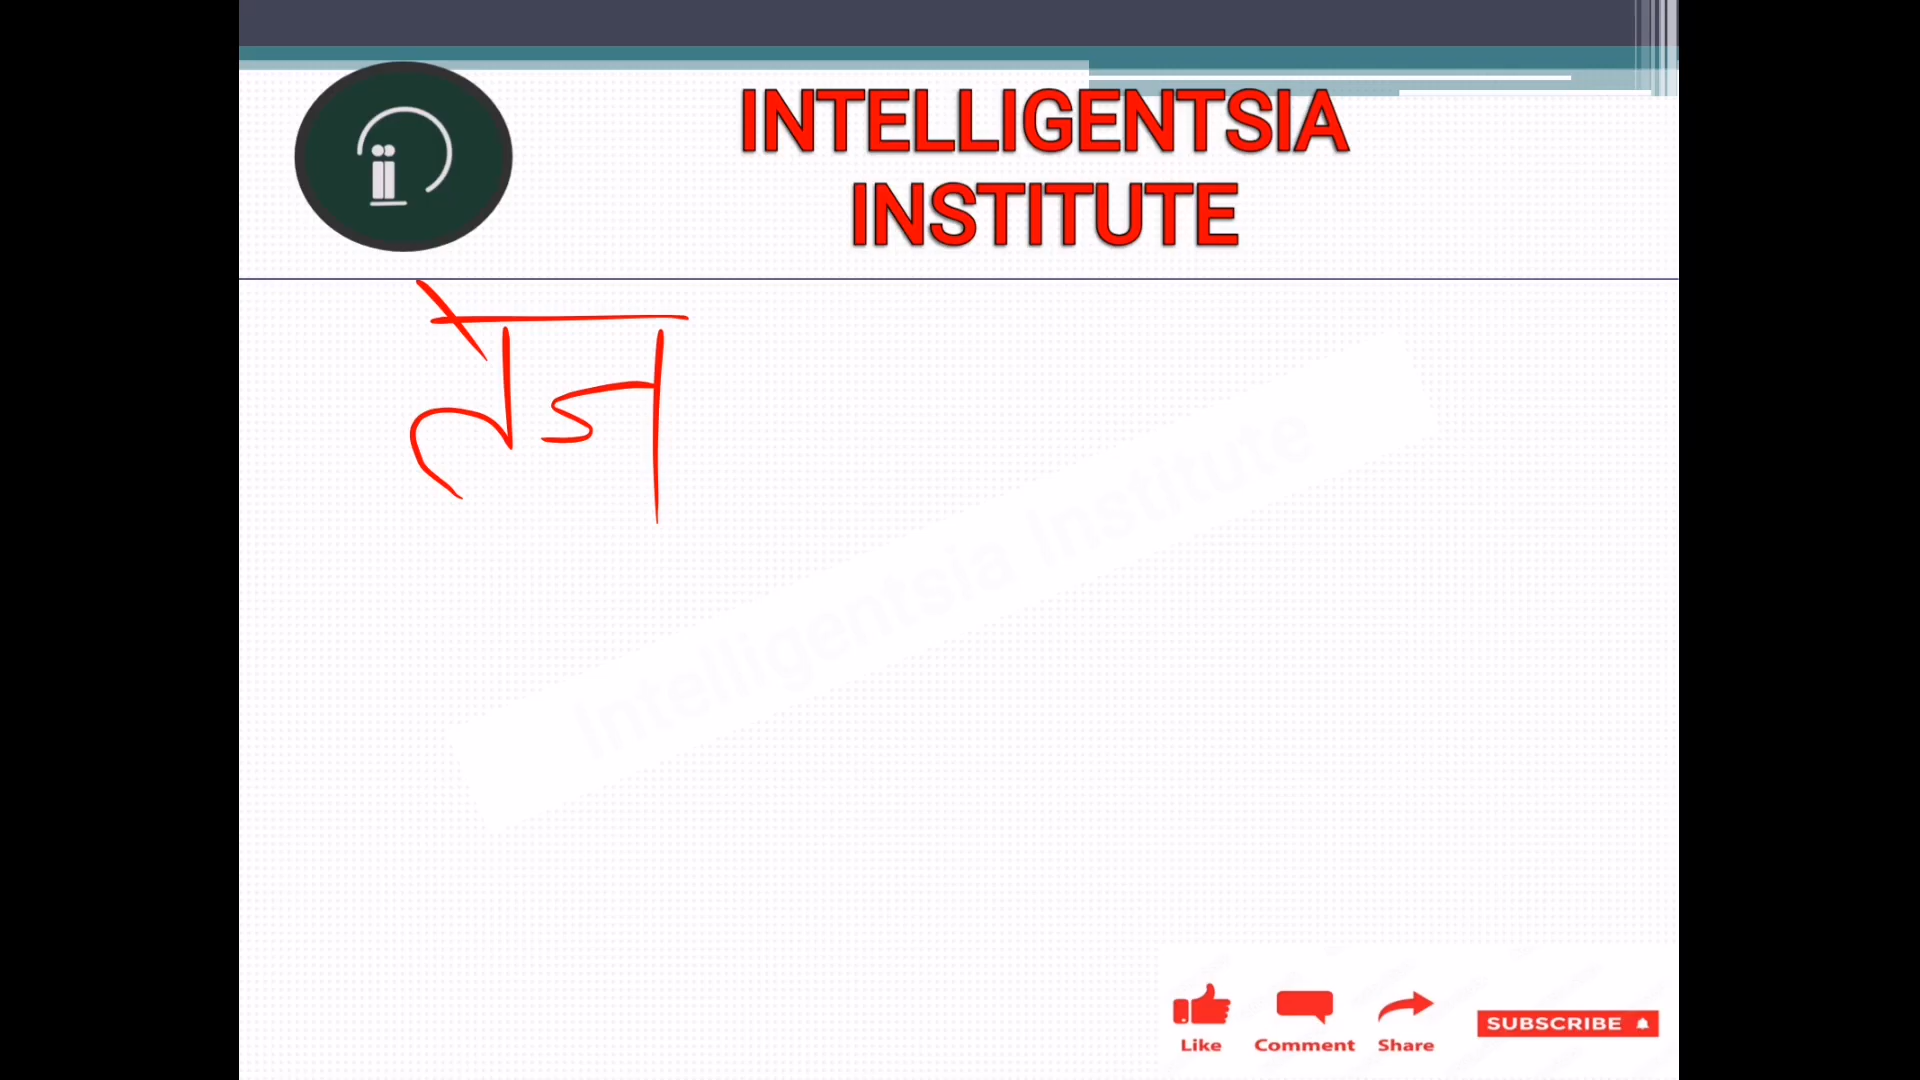 INTELLIGENTSIA
INSTITUTE
तेज
Intelligentsia Institute
Like
Comment
Share
SUBSCRIBE